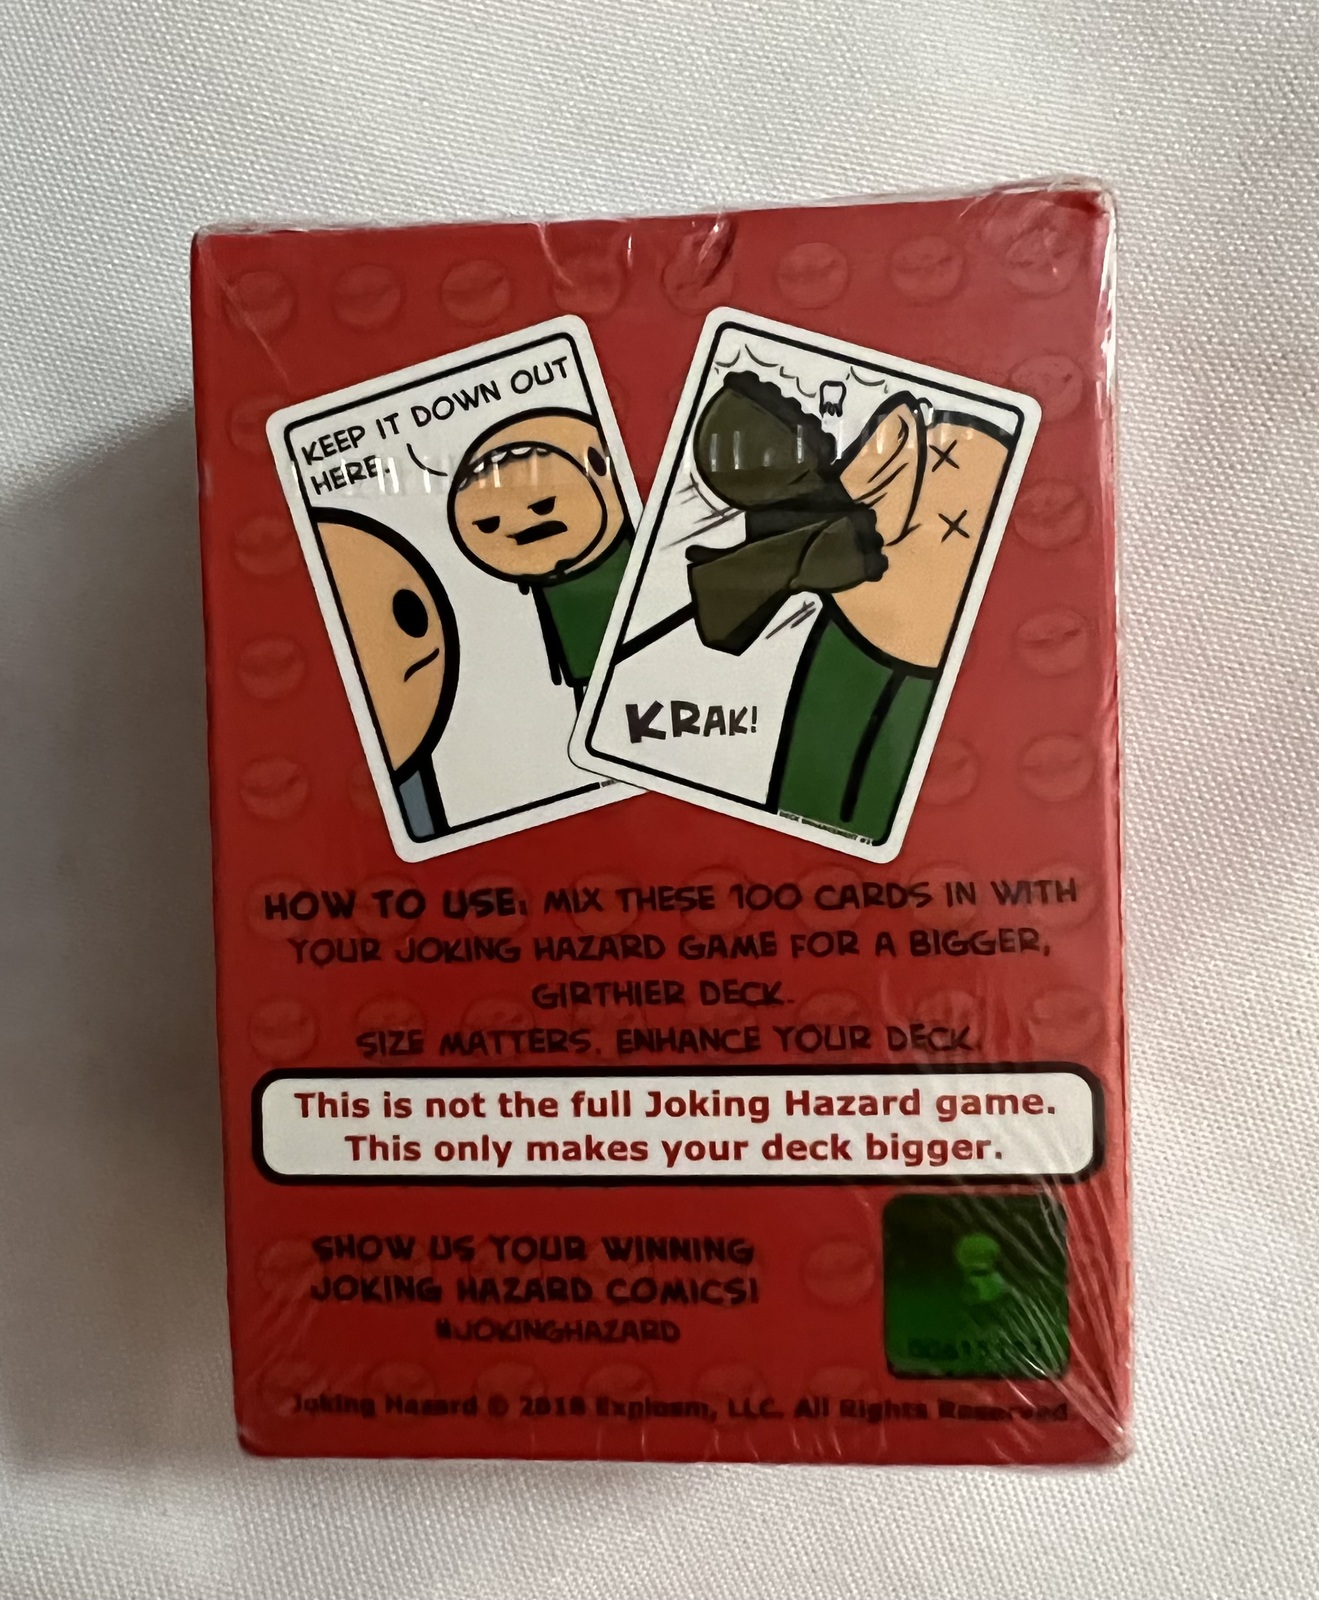 KEEP IT DOWN OUT
HERE.
KRAK!
DECK ENHANCEMENT #1
HOW TO USE: MIX THESE 100 CARDS IN WITH
YOUR JOKING HAZARD GAME FOR A BIGGER,
GIRTHIER DECK.
SIZE MATTERS. ENHANCE YOUR DECK.
This is not the full Joking Hazard game.
This only makes your deck bigger.
SHOW US YOUR WINNING
JOKING HAZARD COMICS!
#JOKINGHAZARD
Joking Hazard © 2018 Explosm, LLC. All Rights Reserved.